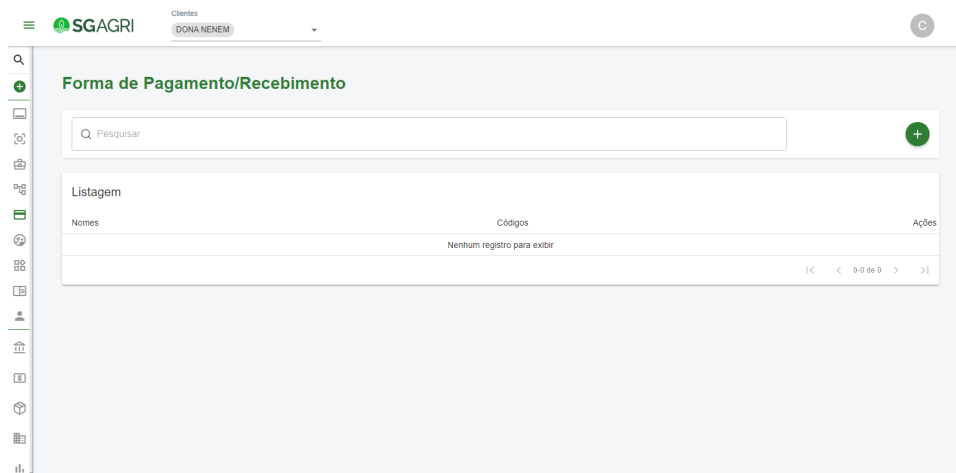 Clientes
SGAGRI
DONA NENEM
C
Forma de Pagamento/Recebimento
Pesquisar
Listagem
Nomes Códigos Ações
Nenhum registro para exibir
0-0 de 0